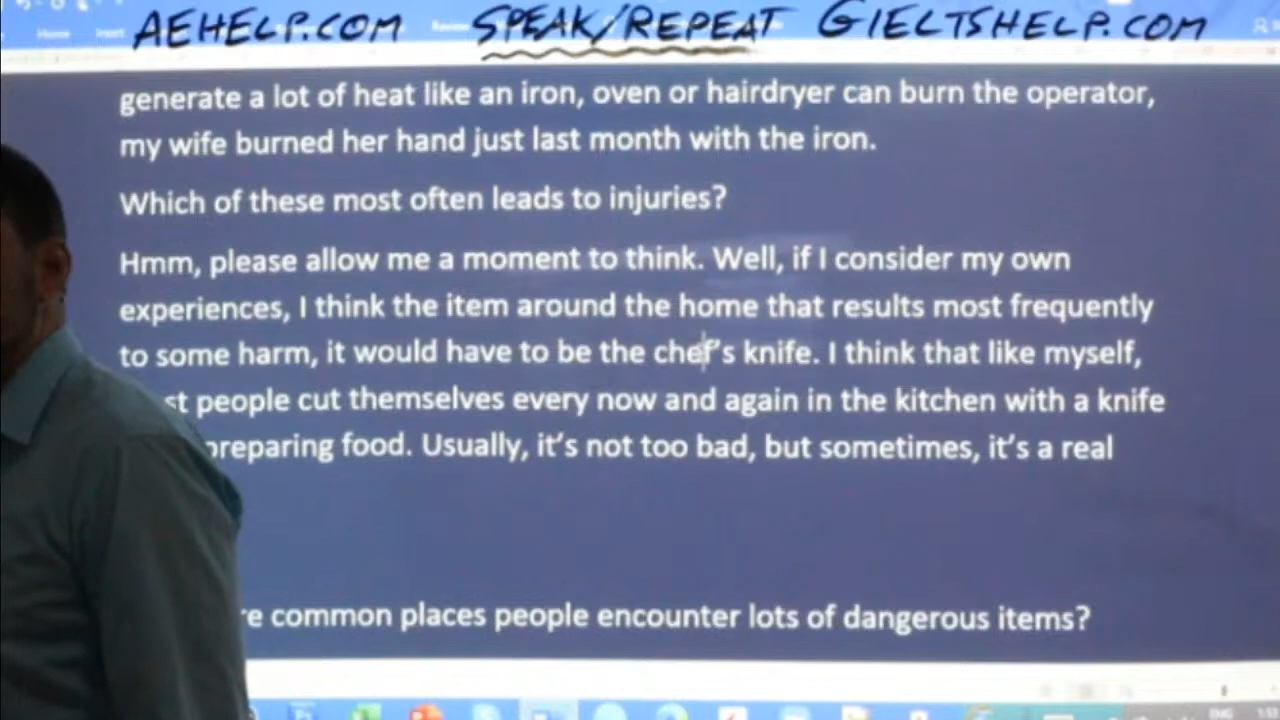 AEHELP.COM SPEAK/REPEAT GIELTSHELP.COM
Home Insert
generate a lot of heat like an iron, oven or hairdryer can burn the operator,
my wife burned her hand just last month with the iron.
Which of these most often leads to injuries?
Hmm, please allow me a moment to think. Well, if I consider my own
experiences, I think the item around the home that results most frequently
to some harm, it would have to be the chef's knife. I think that like myself,
st people cut themselves every now and again in the kitchen with a knife
preparing food. Usually, it's not too bad, but sometimes, it's a real
re common places people encounter lots of dangerous items?
ENG